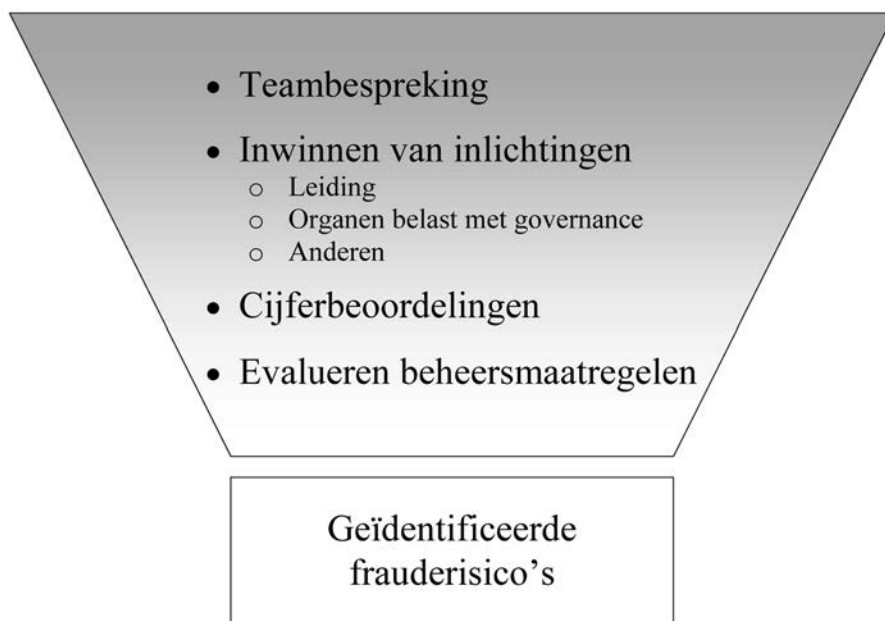 • Teambespreking
• Inwinnen van inlichtingen
o Leiding
o Organen belast met governance
o Anderen
• Cijferbeoordelingen
• Evalueren beheersmaatregelen
Geïdentificeerde
frauderisico’s